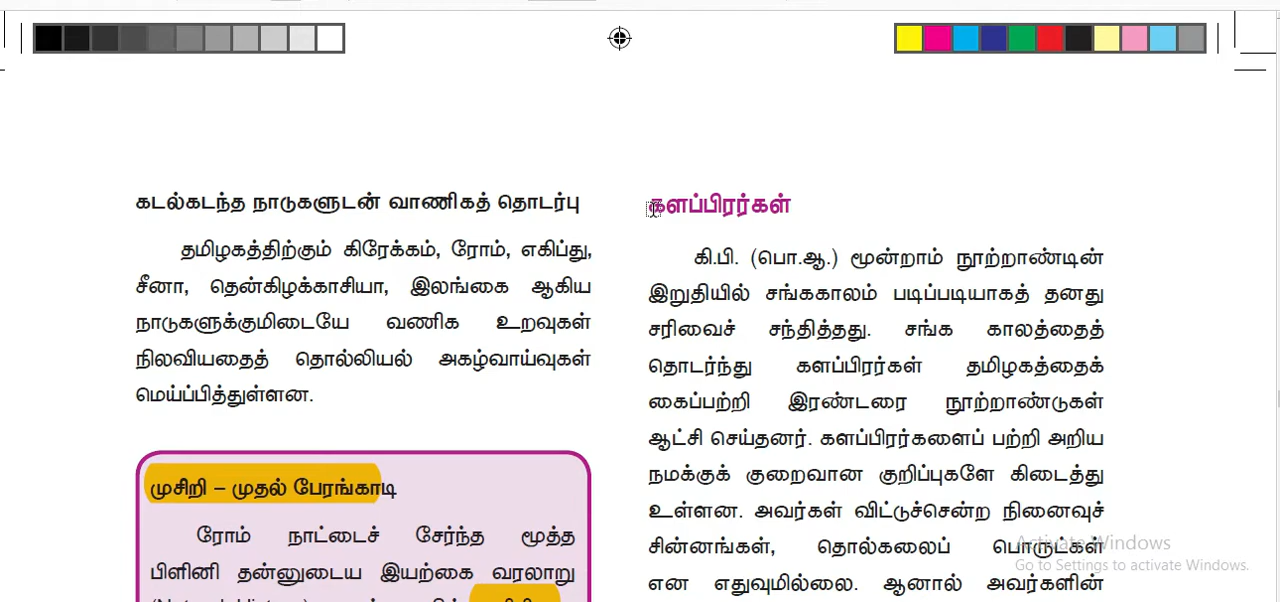 கடல்கடந்த நாடுகளுடன் வாணிகத் தொடர்பு
தமிழகத்திற்கும் கிரேக்கம், ரோம், எகிப்து,
சீனா, தென்கிழக்காசியா, இலங்கை ஆகிய
நாடுகளுக்குமிடையே வணிக உறவுகள்
நிலவியதைத் தொல்லியல் அகழ்வாய்வுகள்
மெய்ப்பித்துள்ளன.
முசிறி – முதல் பேரங்காடி
ரோம் நாட்டைச் சேர்ந்த மூத்த
பிளினி தன்னுடைய இயற்கை வரலாறு
களப்பிரர்கள்
கி.பி. (பொ.ஆ.) மூன்றாம் நூற்றாண்டின்
இறுதியில் சங்ககாலம் படிப்படியாகத் தனது
சரிவைச் சந்தித்தது. சங்க காலத்தைத்
தொடர்ந்து களப்பிரர்கள் தமிழகத்தைக்
கைப்பற்றி இரண்டரை நூற்றாண்டுகள்
ஆட்சி செய்தனர். களப்பிரர்களைப் பற்றி அறிய
நமக்குக் குறைவான குறிப்புகளே கிடைத்து
உள்ளன. அவர்கள் விட்டுச்சென்ற நினைவுச்
சின்னங்கள், தொல்கலைப் பொருட்கள்
என எதுவுமில்லை. ஆனால் அவர்களின்
Activate Windows
Go to Settings to activate Windows.